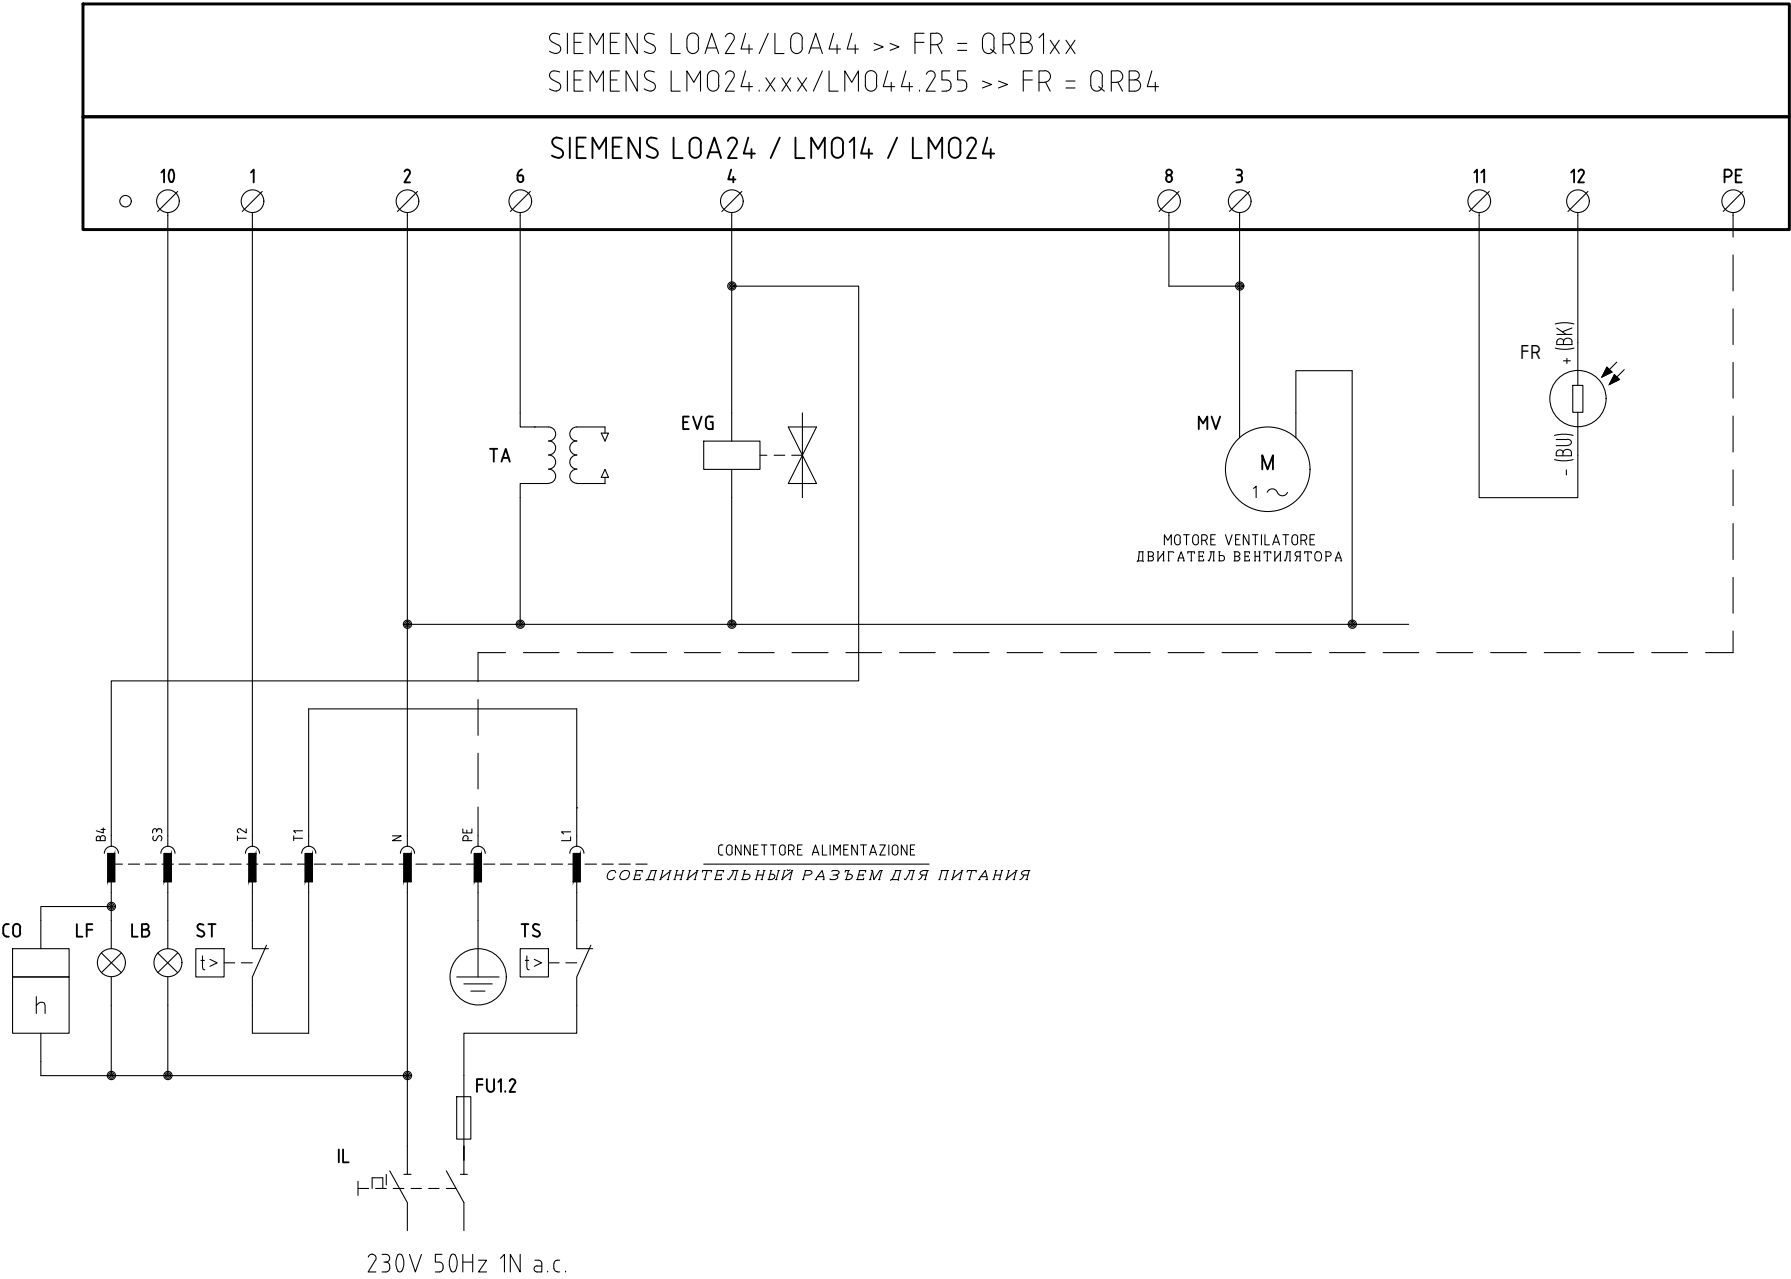 SIEMENS LOA24/LOA44 >> FR = QRB1xx
SIEMENS LMO24.xxx/LMO44.255 >> FR = QRB4
SIEMENS LOA24 / LMO14 / LMO24
10 1 2 6 4 8 3 11 12 PE
FR + (BK)
EVG MV
- (BU)
TA M
1
MOTORE VENTILATORE
ДВИГАТЕЛЬ ВЕНТИЛЯТОРА
B4 S3 T2 T1 N PE L1
CONNETTORE ALIMENTAZIONE
СОЕДИНИТЕЛЬНЫЙ РАЗЪЕМ ДЛЯ ПИТАНИЯ
CO LF LB ST TS
t> t>
h
FU1.2
IL
230V 50Hz 1N a.c.